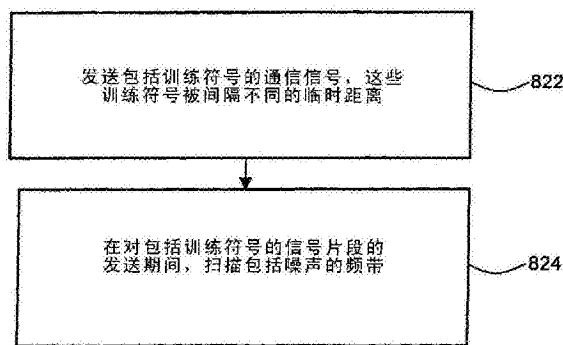 发送包括训练符号的通信信号，这些
训练符号被间隔不同的临时距离
822
在对包括训练符号的信号片段的
发送期间，扫描包括噪声的频带
824